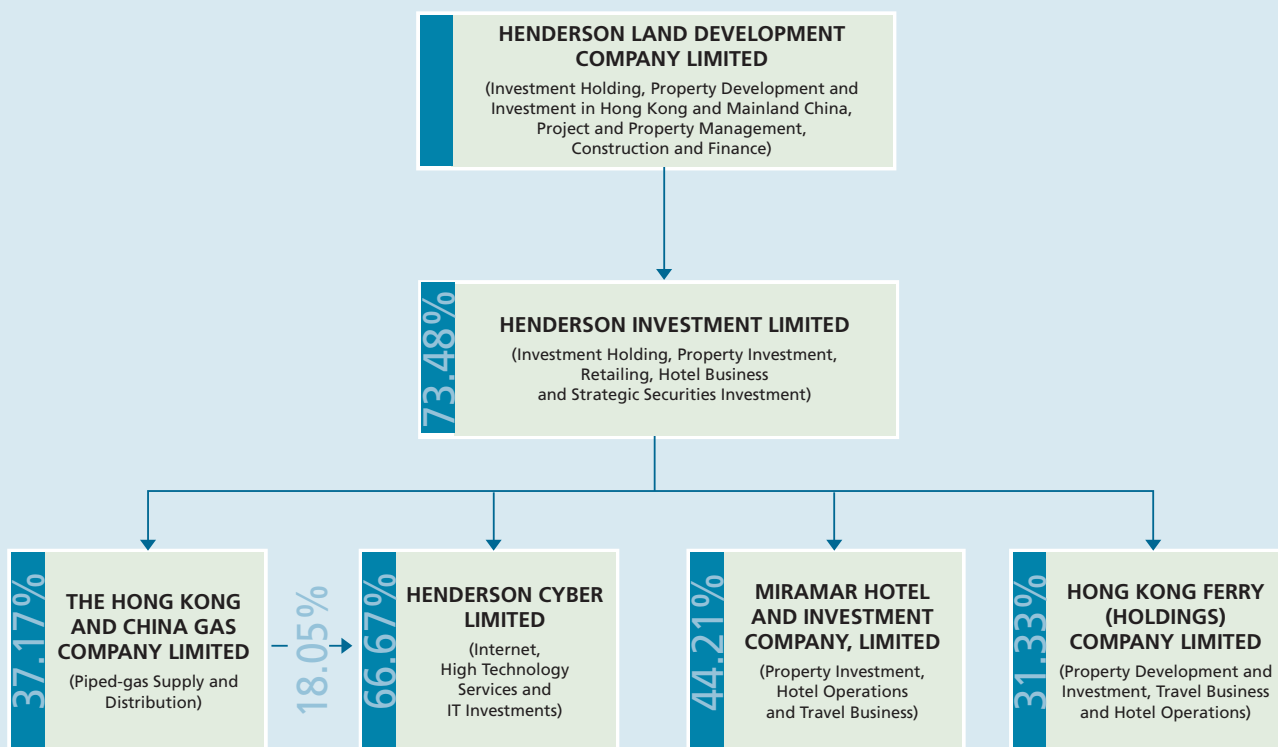 HENDERSON LAND DEVELOPMENT
COMPANY LIMITED
(Investment Holding, Property Development and
Investment in Hong Kong and Mainland China,
Project and Property Management,
Construction and Finance)
73.48%
HENDERSON INVESTMENT LIMITED
(Investment Holding, Property Investment,
Retailing, Hotel Business
and Strategic Securities Investment)
37.17%
THE HONG KONG
AND CHINA GAS
COMPANY LIMITED
(Piped-gas Supply and
Distribution)
18.05%
66.67%
HENDERSON CYBER
LIMITED
(Internet,
High Technology
Services and
IT Investments)
44.21%
MIRAMAR HOTEL
AND INVESTMENT
COMPANY, LIMITED
(Property Investment,
Hotel Operations
and Travel Business)
31.33%
HONG KONG FERRY
(HOLDINGS)
COMPANY LIMITED
(Property Development and
Investment, Travel Business
and Hotel Operations)